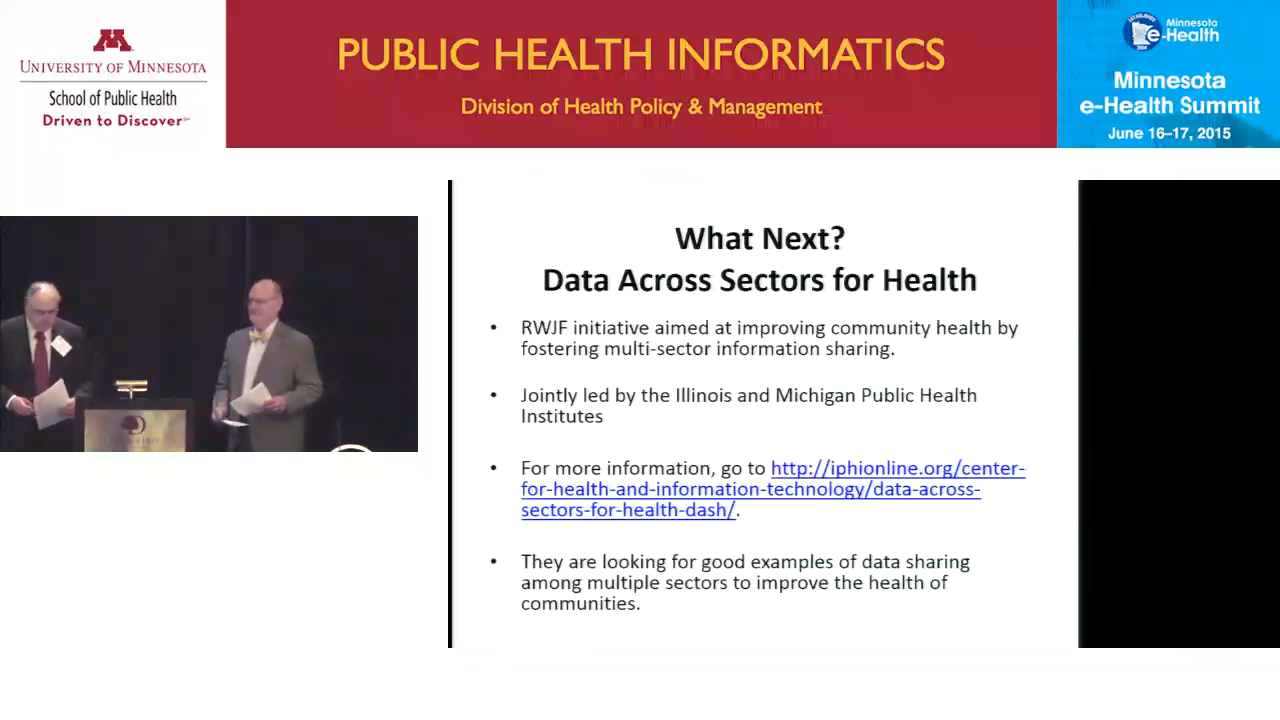 UNIVERSITY OF MINNESOTA
School of Public Health
Driven to Discover
PUBLIC HEALTH INFORMATICS
Division of Health Policy & Management
ESTABLISHED
2004
Minnesota
e-Health
Minnesota
e-Health Summit
June 16–17, 2015
What Next?
Data Across Sectors for Health
• RWJF initiative aimed at improving community health by
fostering multi-sector information sharing.
• Jointly led by the Illinois and Michigan Public Health
Institutes
• For more information, go to http://iphionline.org/center-
for-health-and-information-technology/data-across-
sectors-for-health-dash/.
• They are looking for good examples of data sharing
among multiple sectors to improve the health of
communities.